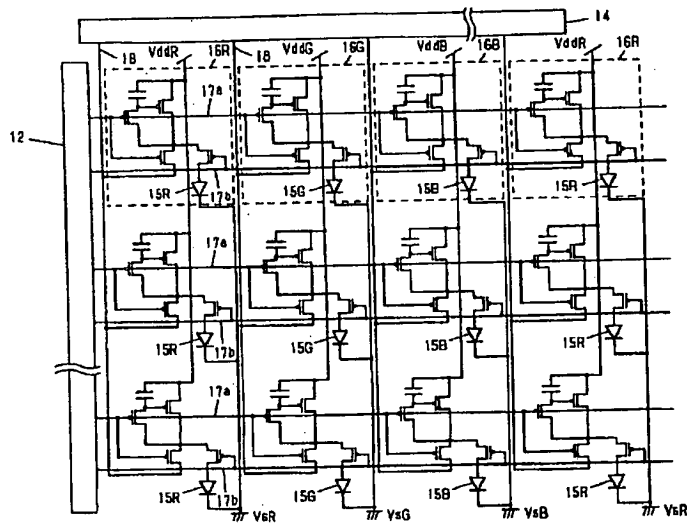 14
18 VddR 16R 18 VddG 16G VddB 16B VddR 16R
12
17a
15R 17b 15G 15B 15R
17a
15R 17b 15G 15B 15R
17a
15R 17b 15G 15B 15R
VsR VsG VsB VsR